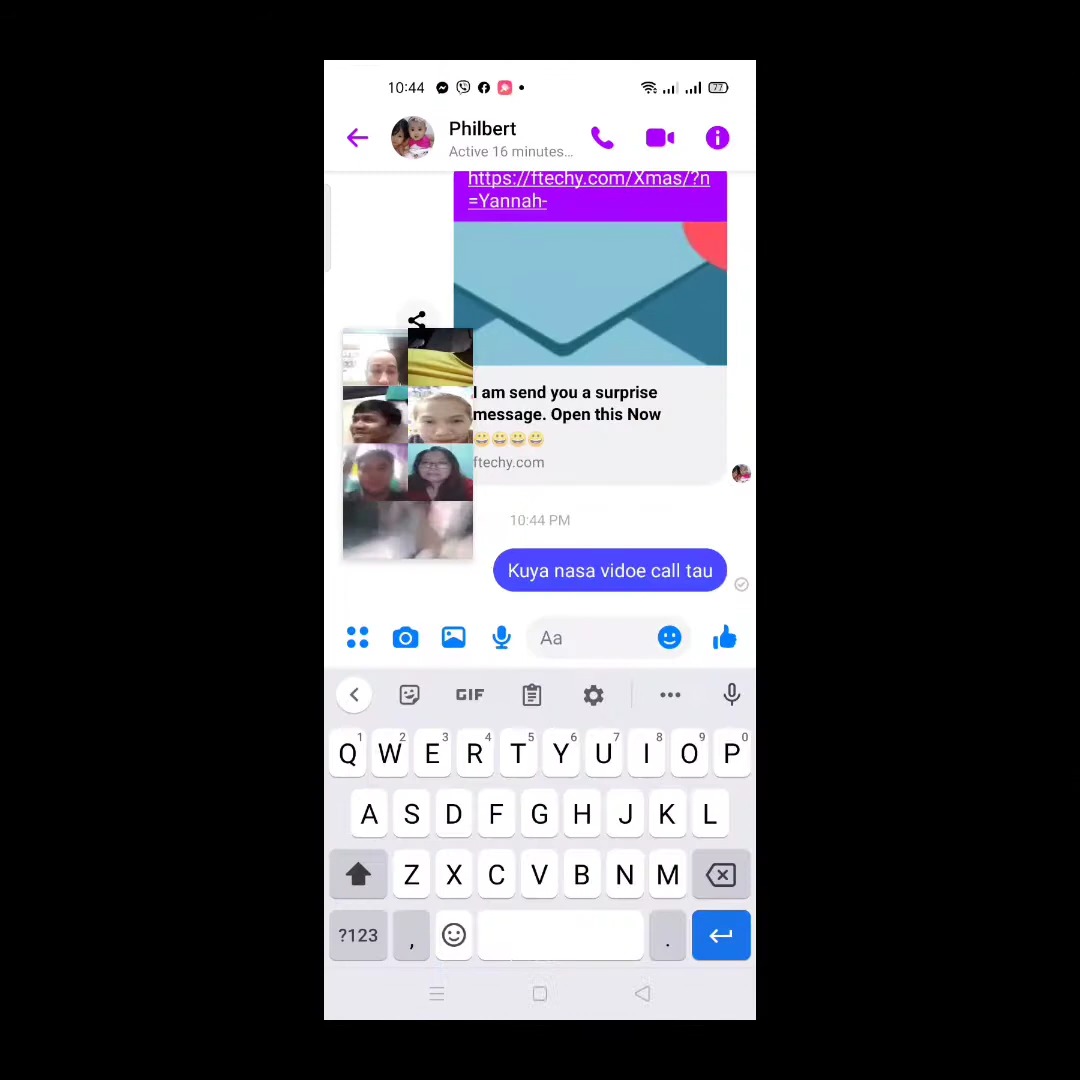 10:44
77
Philbert
Active 16 minutes...
https://ftechy.com/Xmas/?n
=Yannah-
I am send you a surprise
message. Open this Now
😀😀😀😀
ftechy.com
10:44 PM
Kuya nasa vidoe call tau
Aa
GIF
1 2 3 4 5 6 7 8 9 0
Q W E R T Y U I O P
A S D F G H J K L
Z X C V B N M
?123 , .